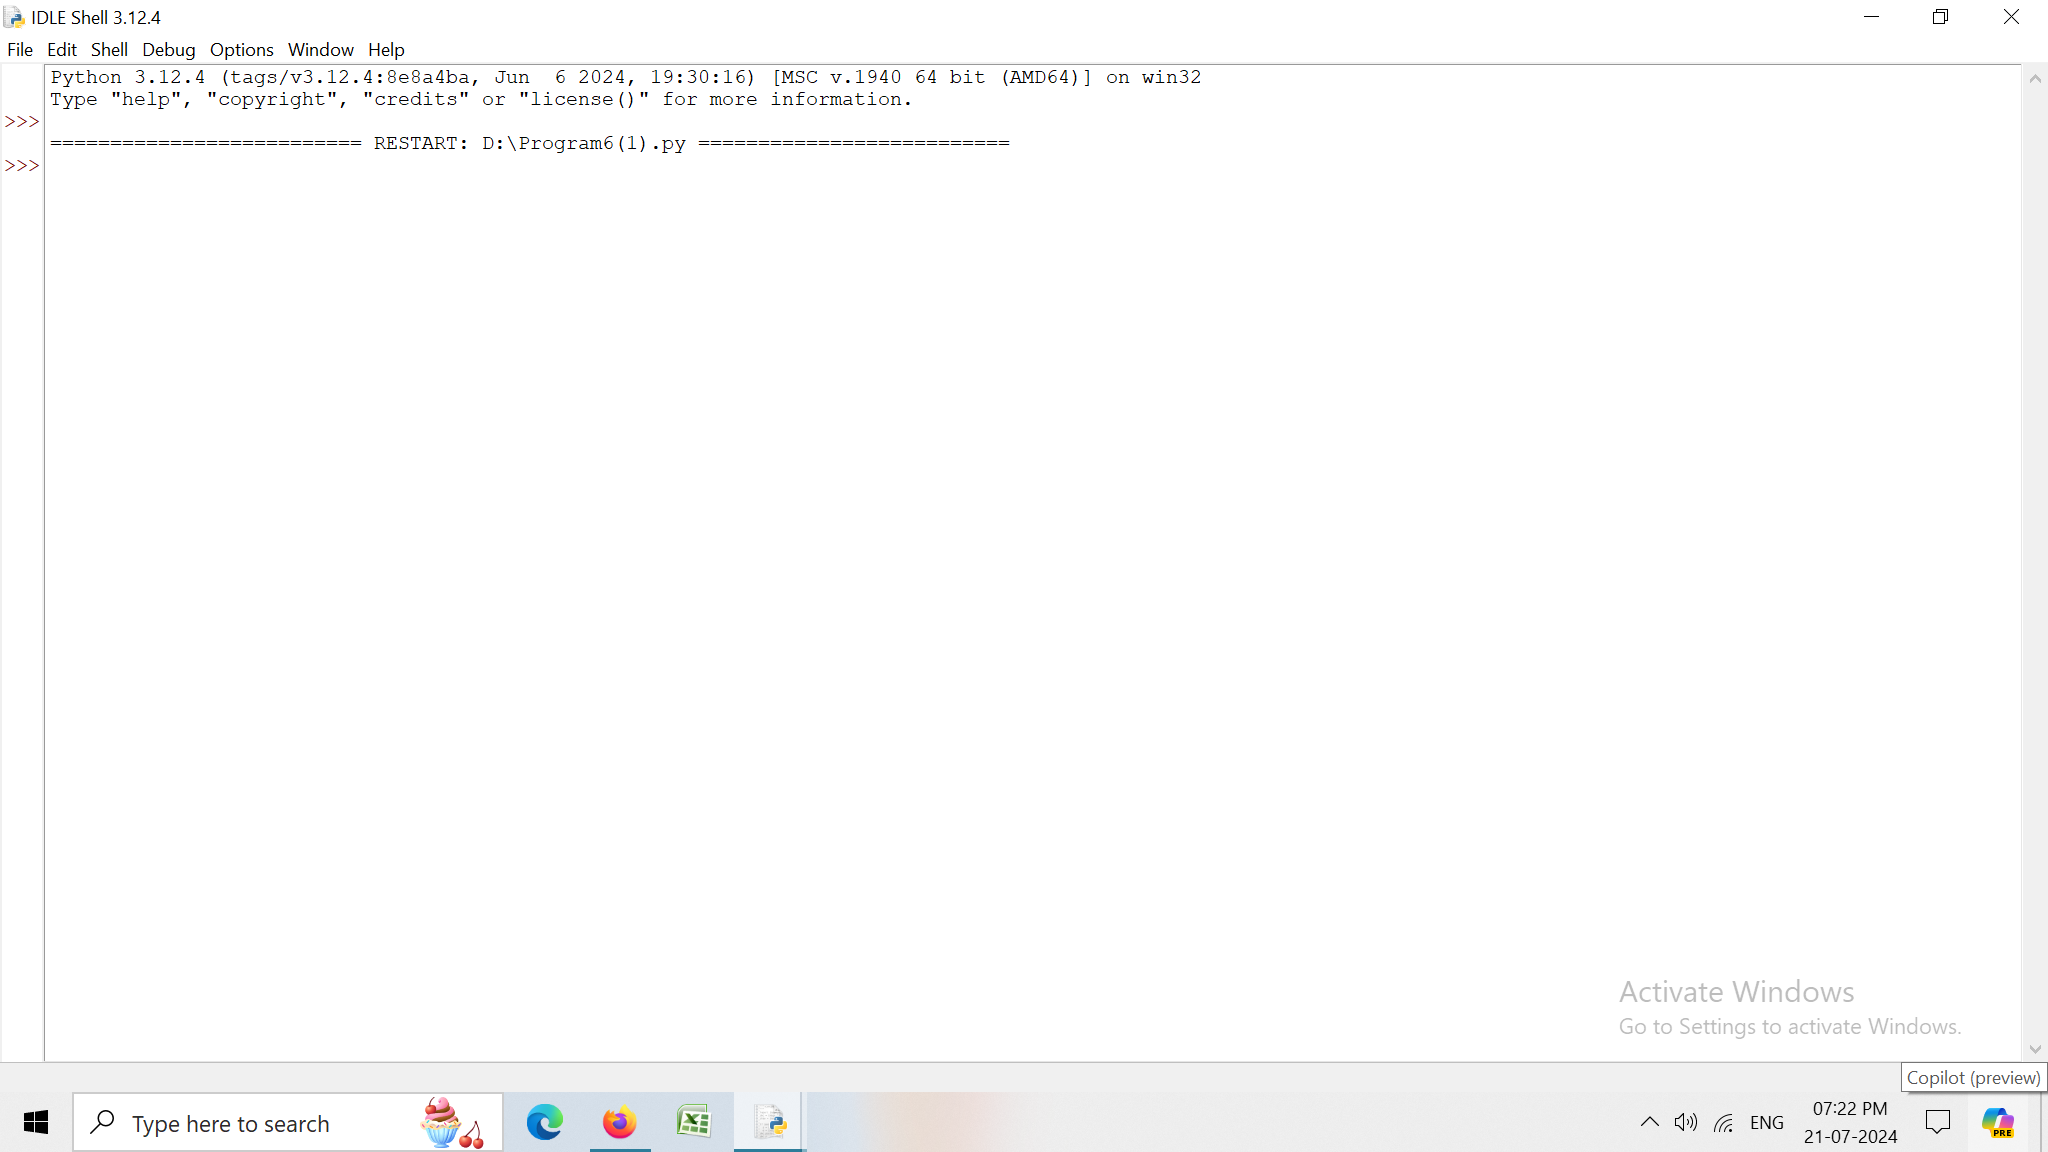 IDLE Shell 3.12.4
File Edit Shell Debug Options Window Help
Python 3.12.4 (tags/v3.12.4:8e8a4ba, Jun  6 2024, 19:30:16) [MSC v.1940 64 bit (AMD64)] on win32
Type "help", "copyright", "credits" or "license()" for more information.
>>>
========================== RESTART: D:\Program6(1).py ==========================
>>>
Activate Windows
Go to Settings to activate Windows.
Copilot (preview)
Type here to search
ENG
07:22 PM
21-07-2024
PRE